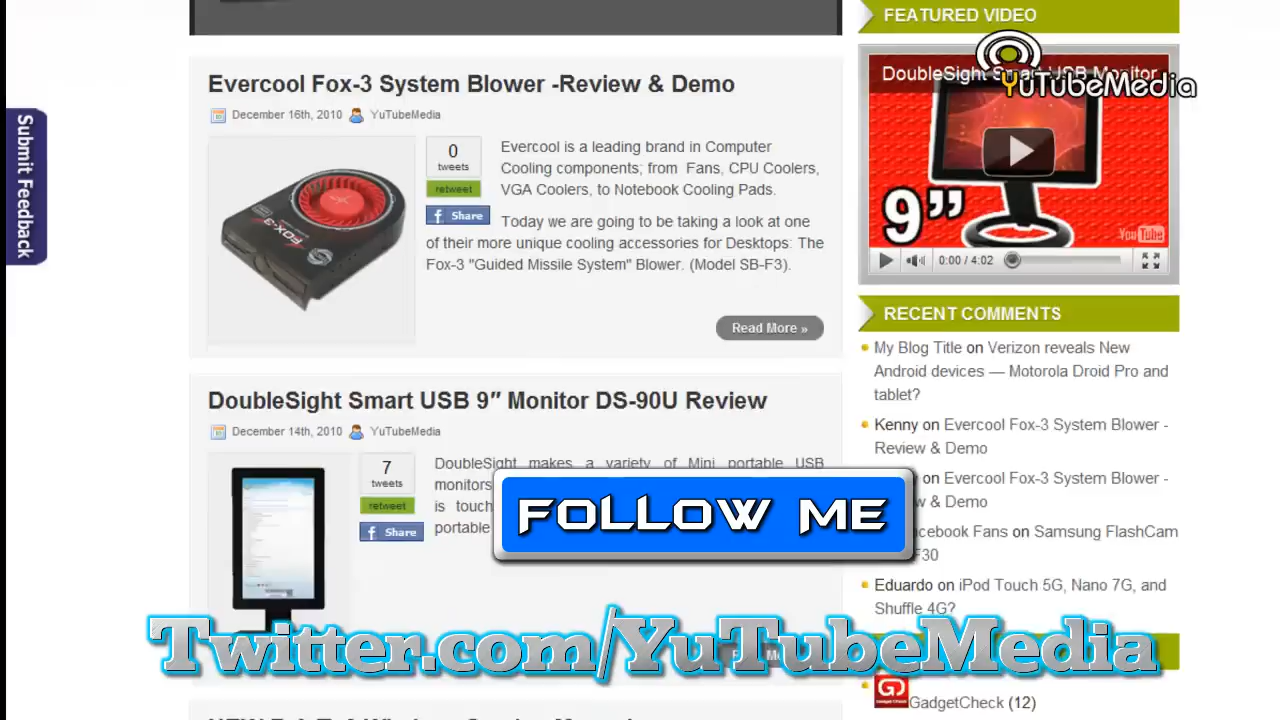 FEATURED VIDEO
DoubleSight Smart USB Monitor
YuTubeMedia
9”
YouTube
0:00 / 4:02
Submit Feedback
Evercool Fox-3 System Blower -Review & Demo
December 16th, 2010 YuTubeMedia
FOX-3
0
tweets
retweet
f Share
Evercool is a leading brand in Computer
Cooling components; from Fans, CPU Coolers,
VGA Coolers, to Notebook Cooling Pads.
Today we are going to be taking a look at one
of their more unique cooling accessories for Desktops: The
Fox-3 "Guided Missile System" Blower. (Model SB-F3).
Read More »
DoubleSight Smart USB 9″ Monitor DS-90U Review
December 14th, 2010 YuTubeMedia
7
tweets
retweet
f Share
DoubleSight makes a variety of Mini portable USB
monitors
is touch
portable
FOLLOW ME
Twitter.com/YuTubeMedia
RECENT COMMENTS
My Blog Title on Verizon reveals New
Android devices — Motorola Droid Pro and
tablet?
Kenny on Evercool Fox-3 System Blower -
Review & Demo
on Evercool Fox-3 System Blower -
& Demo
Fans on Samsung FlashCam
F30
Eduardo on iPod Touch 5G, Nano 7G, and
Shuffle 4G?
GadgetCheck (12)